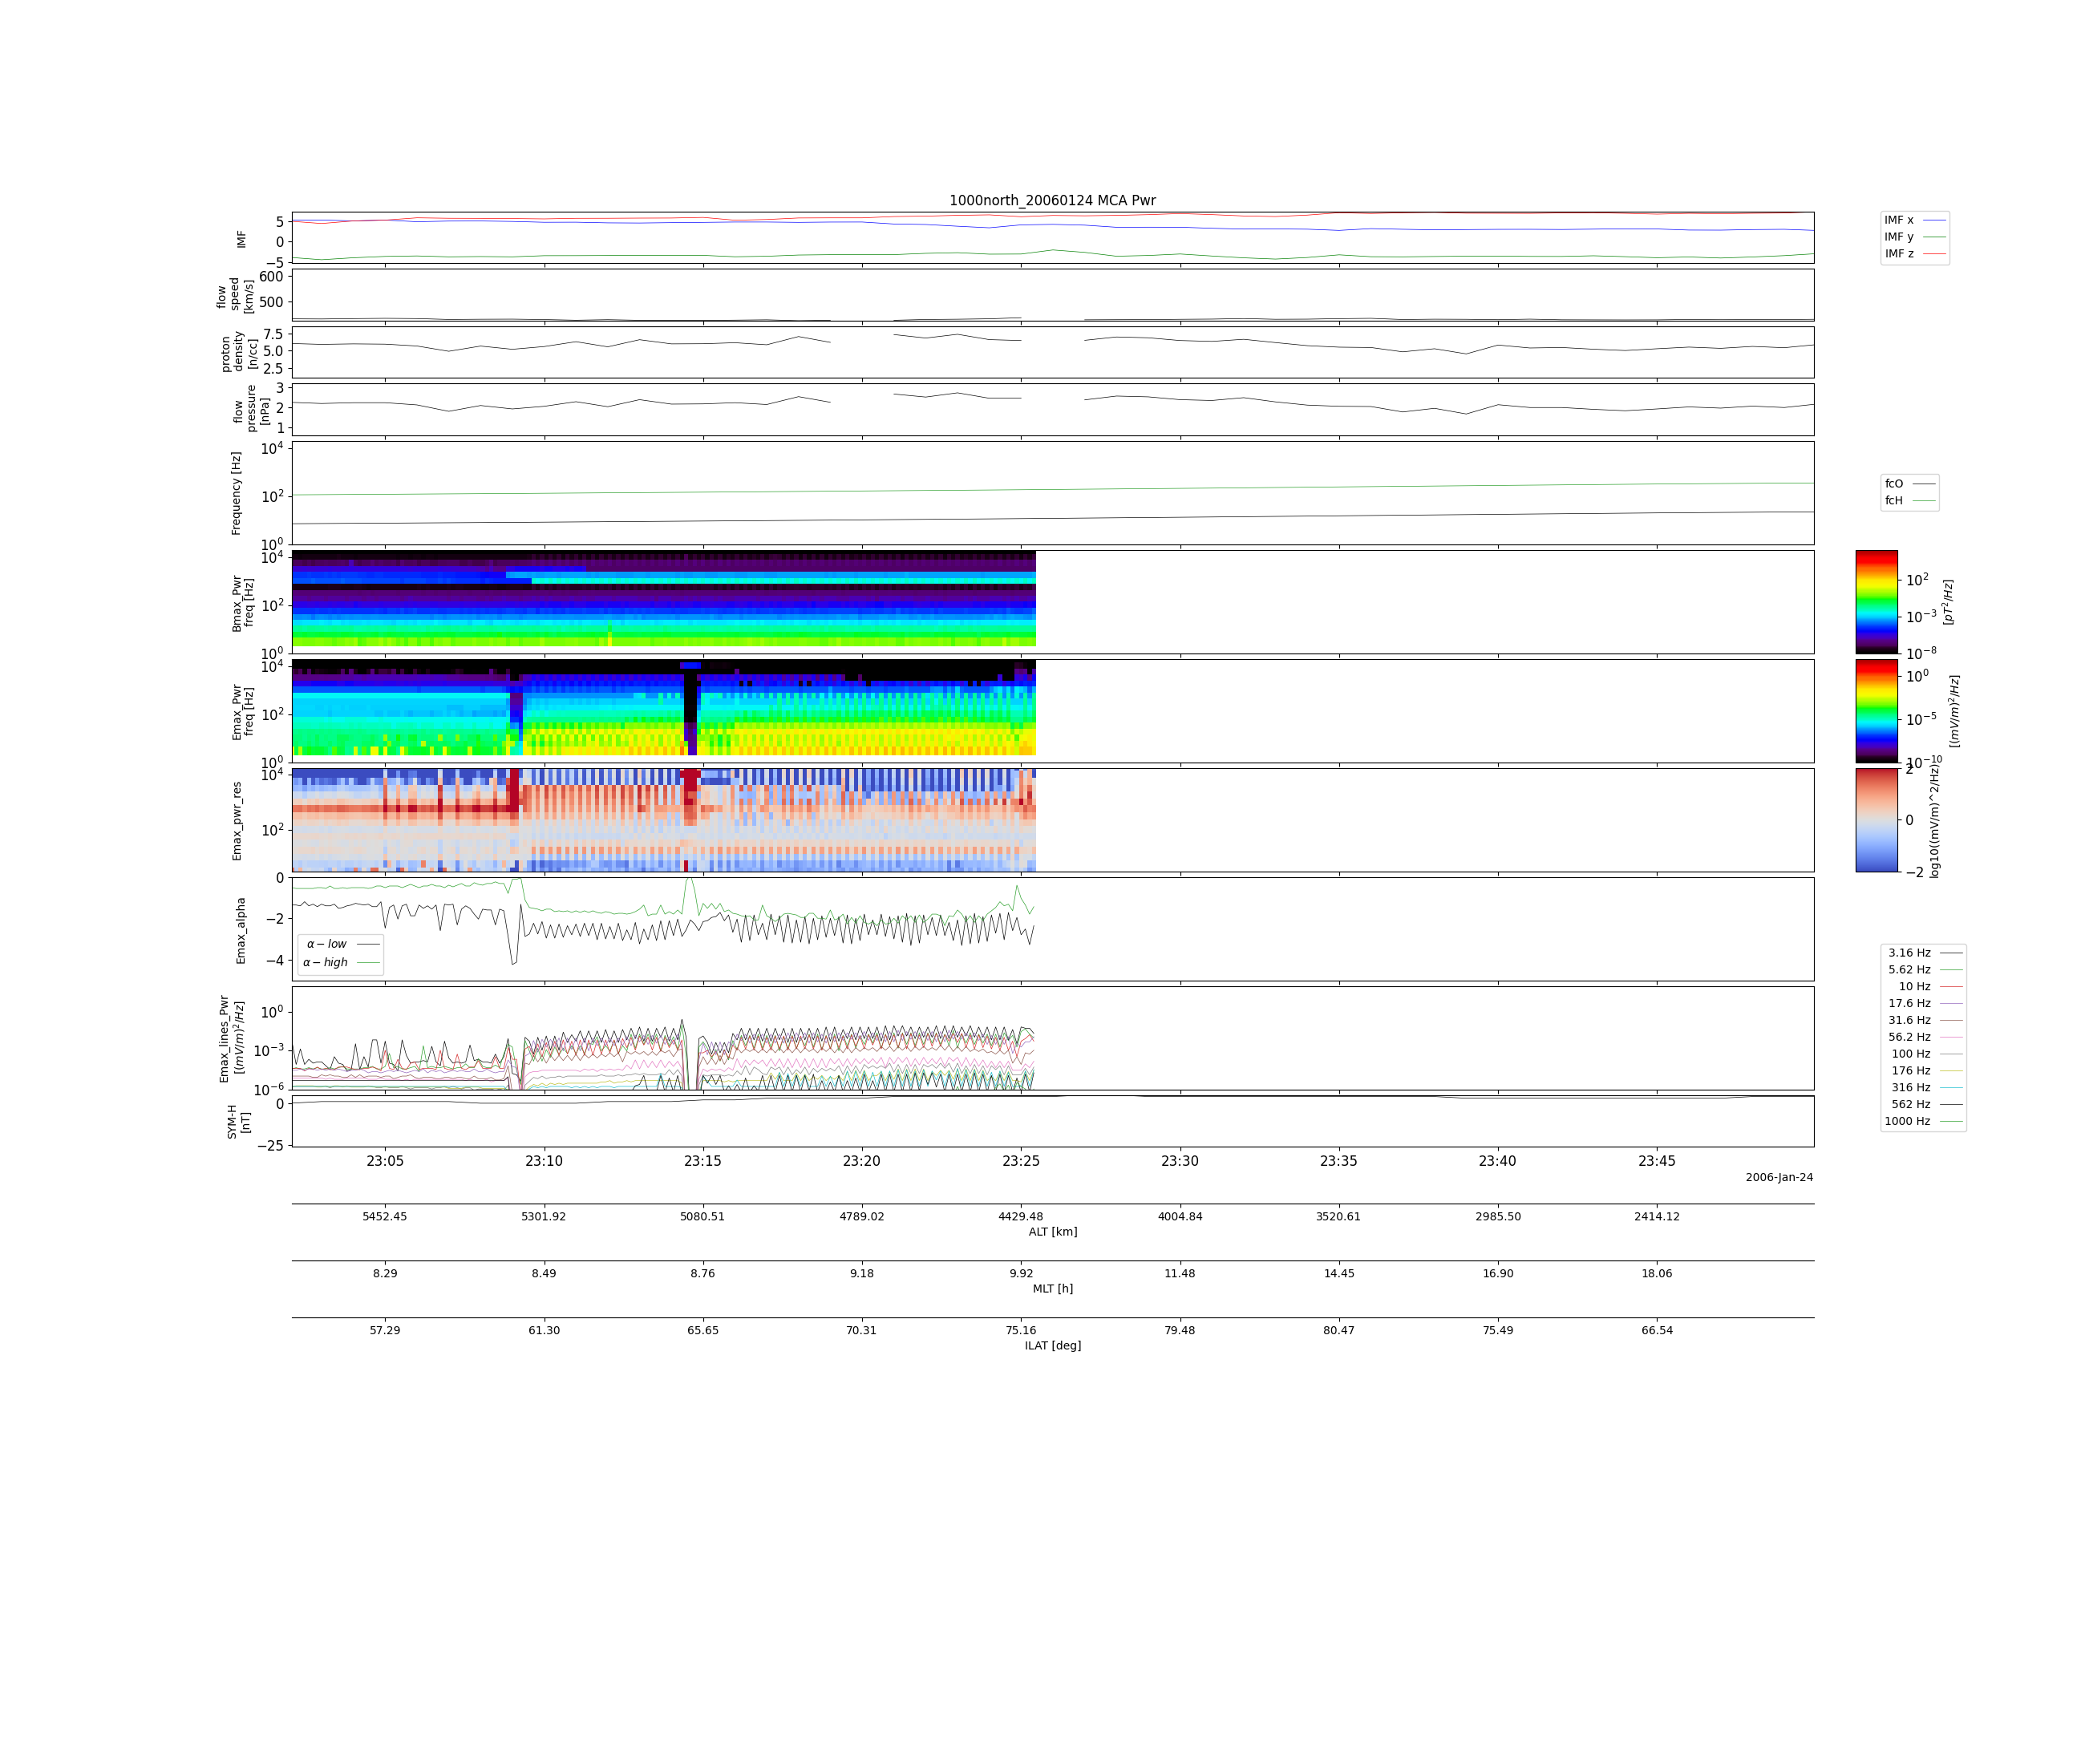 1000north_20060124 MCA Pwr
IMF
5
0
−5
IMF x
IMF y
IMF z
flow
speed
[km/s]
600
500
proton
density
[n/cc]
7.5
5.0
2.5
flow
pressure
[nPa]
3
2
1
Frequency [Hz]
10^4
10^2
10^0
fcO
fcH
Bmax_Pwr
freq [Hz]
10^4
10^2
10^0
10^2
10^−3
10^−8
[pT^2/Hz]
Emax_Pwr
freq [Hz]
10^4
10^2
10^0
10^0
10^−5
10^−10
[(mV/m)^2/Hz]
Emax_pwr_res
10^4
10^2
2
0
−2
log10((mV/m)^2/Hz)
Emax_alpha
0
−2
−4
α − low
α − high
Emax_lines_Pwr
[(mV/m)^2/Hz]
10^0
10^−3
10^−6
3.16 Hz
5.62 Hz
10 Hz
17.6 Hz
31.6 Hz
56.2 Hz
100 Hz
176 Hz
316 Hz
562 Hz
1000 Hz
SYM-H
[nT]
0
−25
23:05 23:10 23:15 23:20 23:25 23:30 23:35 23:40 23:45
2006-Jan-24
5452.45 5301.92 5080.51 4789.02 4429.48 4004.84 3520.61 2985.50 2414.12
ALT [km]
8.29 8.49 8.76 9.18 9.92 11.48 14.45 16.90 18.06
MLT [h]
57.29 61.30 65.65 70.31 75.16 79.48 80.47 75.49 66.54
ILAT [deg]